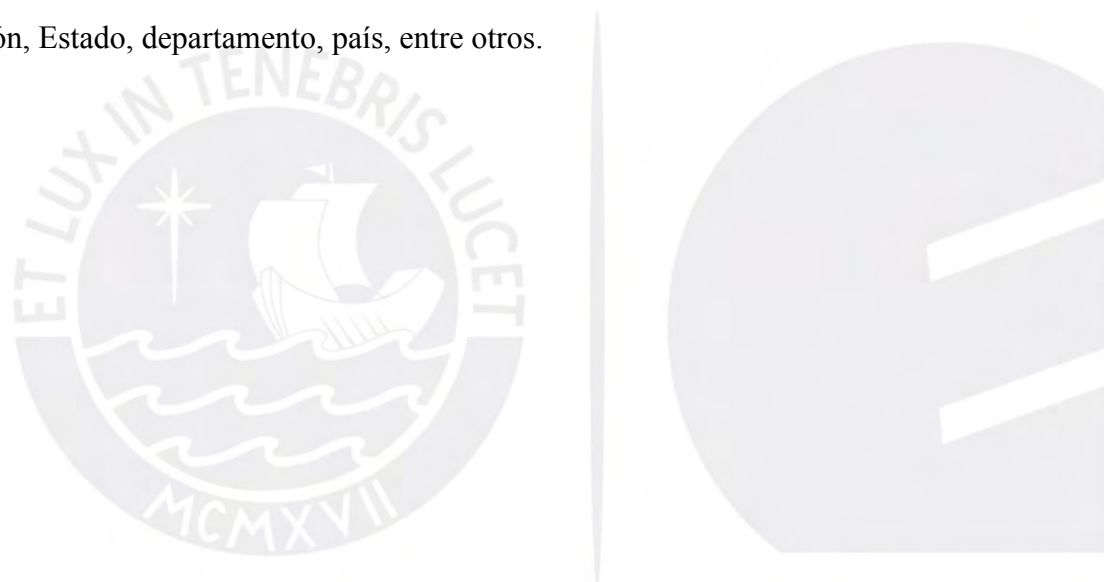 ón, Estado, departamento, país, entre otros.
ET LUX IN TENEBRIS LUCET
MCMXVII